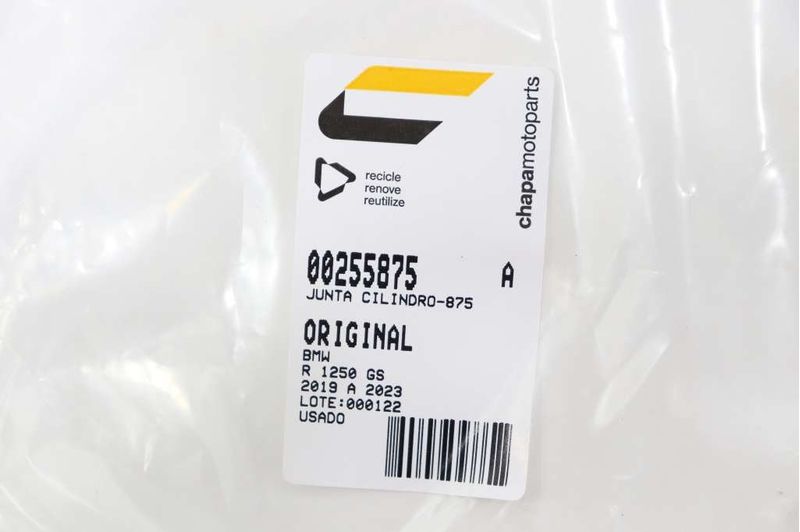 chapamotoparts
recicle
renove
reutilize
00255875 A
JUNTA CILINDRO-875
ORIGINAL
BMW
R 1250 GS
2019 A 2023
LOTE:000122
USADO